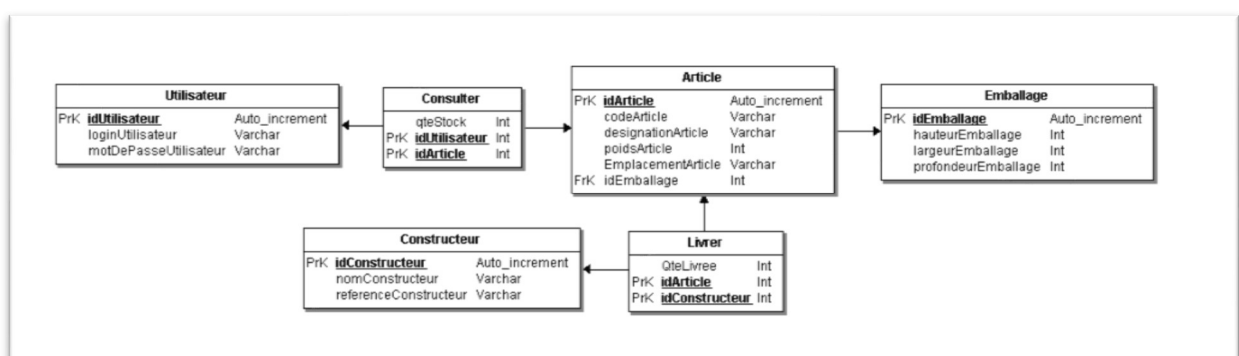 Utilisateur
PrK idUtilisateur Auto_increment
loginUtilisateur Varchar
motDePasseUtilisateur Varchar
Consulter
qteStock Int
PrK idUtilisateur Int
PrK idArticle Int
Article
PrK idArticle Auto_increment
codeArticle Varchar
designationArticle Varchar
poidsArticle Int
EmplacementArticle Varchar
FrK idEmballage Int
Emballage
PrK idEmballage Auto_increment
hauteurEmballage Int
largeurEmballage Int
profondeurEmballage Int
Constructeur
PrK idConstructeur Auto_increment
nomConstructeur Varchar
referenceConstructeur Varchar
Livrer
QteLivree Int
PrK idArticle Int
PrK idConstructeur Int